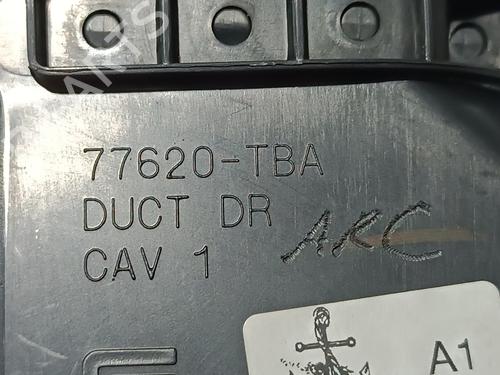 77620-TBA
DUCT DR
AKC
CAV 1
A1